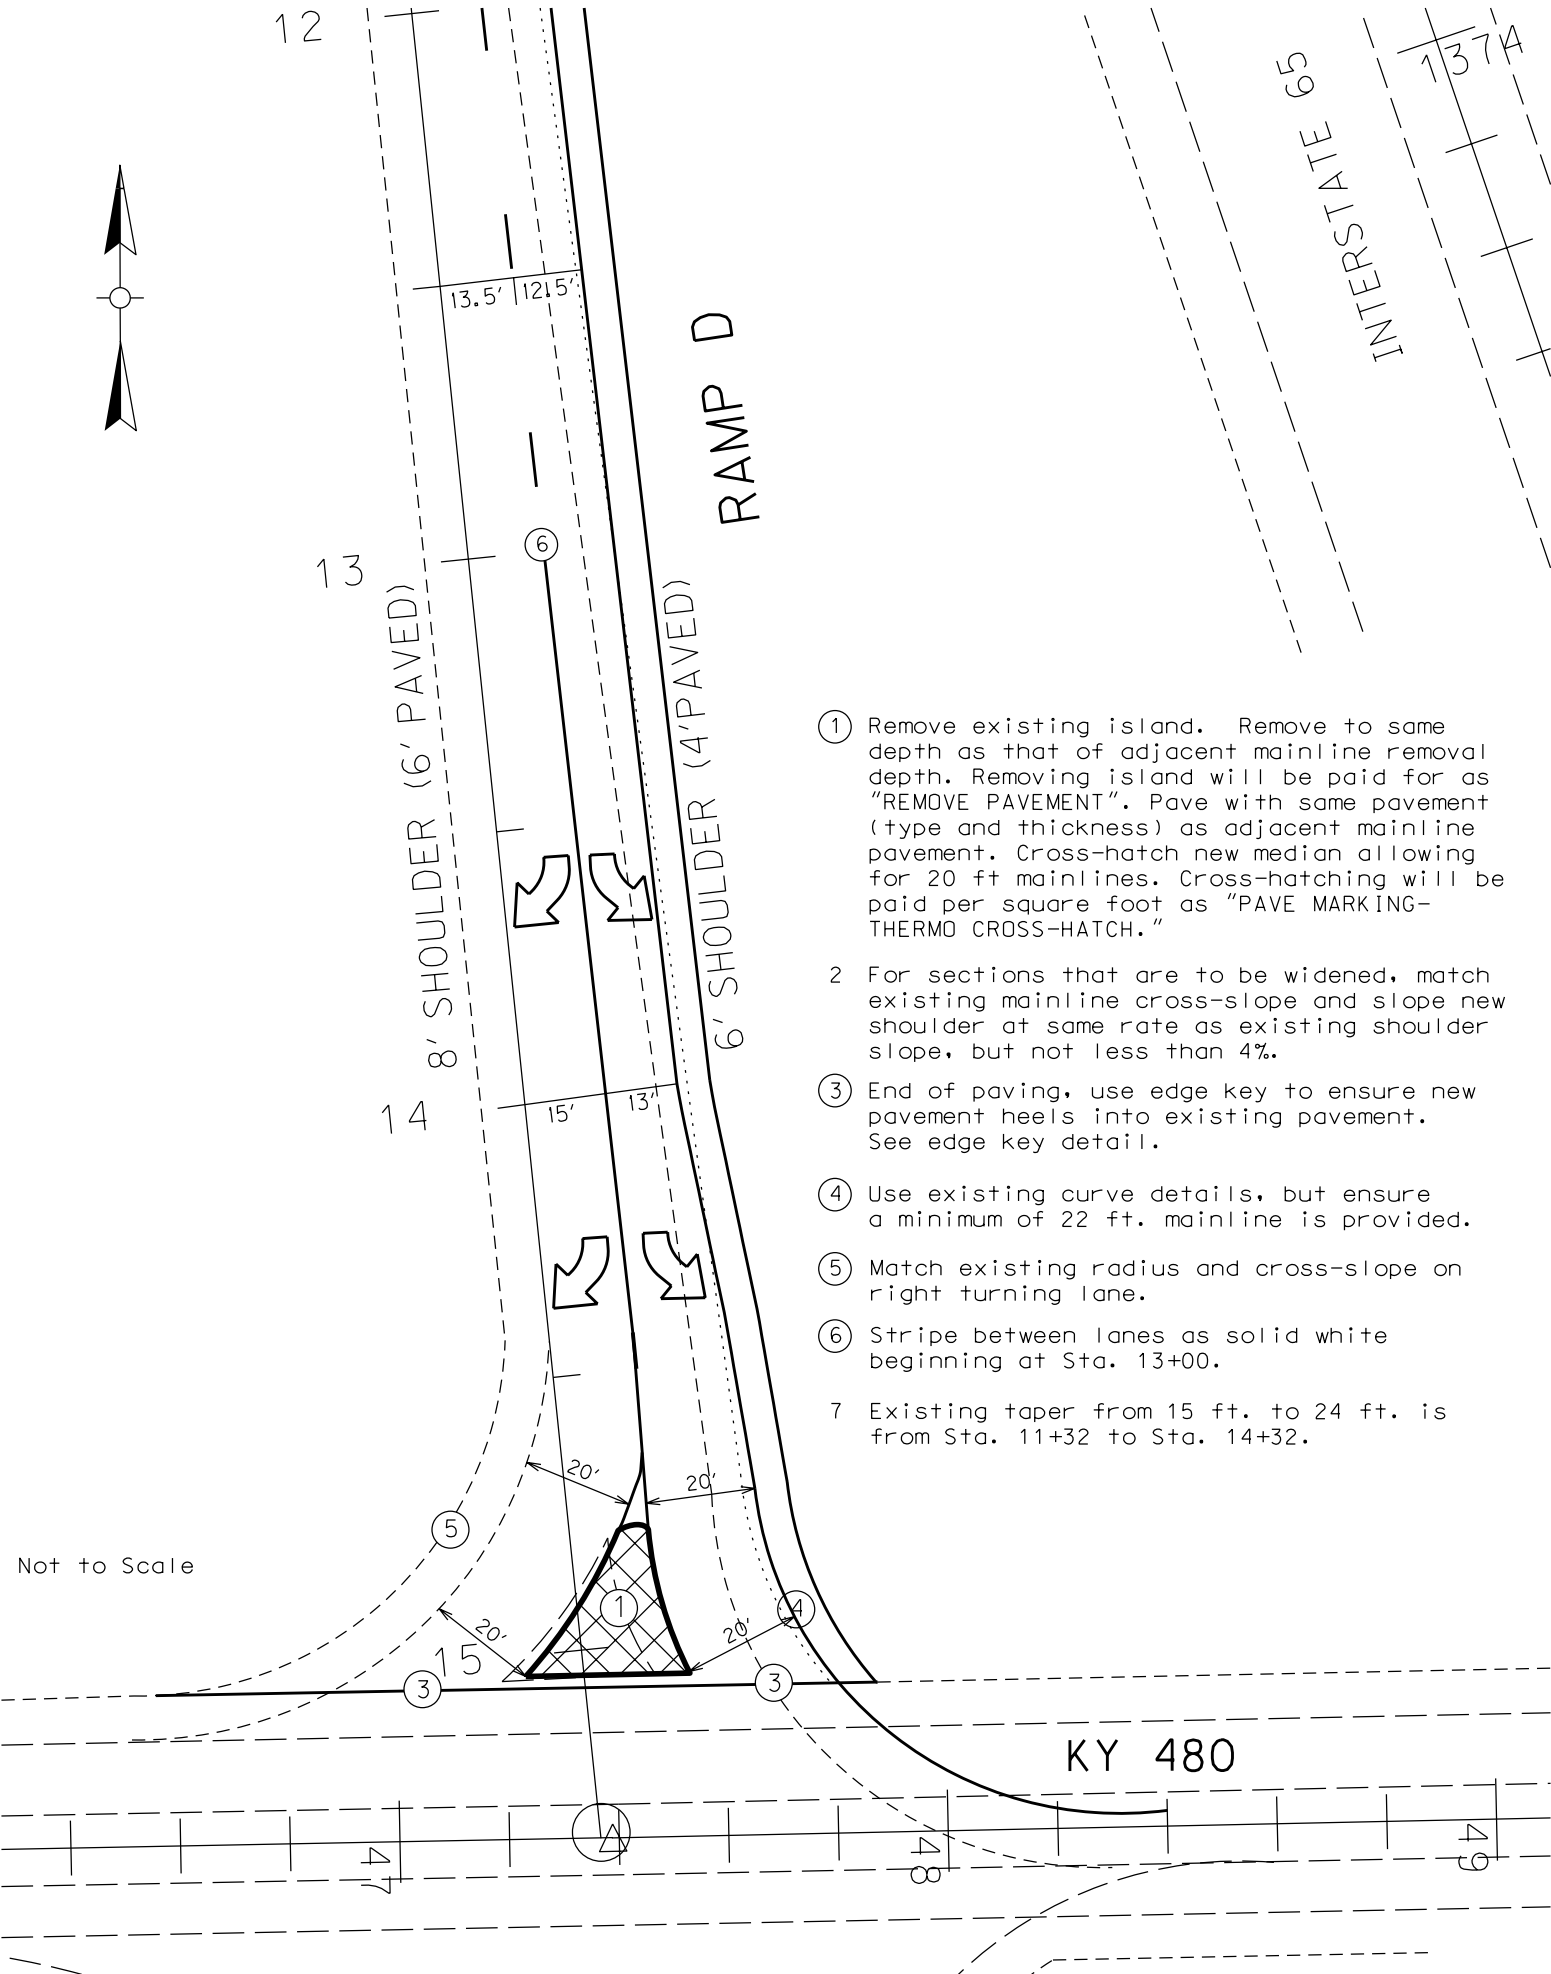 12
1374
INTERSTATE 65
13.5' 12.5'
RAMP D
6
13
8' SHOULDER (6' PAVED)
6' SHOULDER (4'PAVED)
1 Remove existing island. Remove to same
depth as that of adjacent mainline removal
depth. Removing island will be paid for as
"REMOVE PAVEMENT". Pave with same pavement
(type and thickness) as adjacent mainline
pavement. Cross-hatch new median allowing
for 20 ft mainlines. Cross-hatching will be
paid per square foot as "PAVE MARKING-
THERMO CROSS-HATCH."
2 For sections that are to be widened, match
existing mainline cross-slope and slope new
shoulder at same rate as existing shoulder
slope, but not less than 4%.
3 End of paving, use edge key to ensure new
pavement heels into existing pavement.
See edge key detail.
4 Use existing curve details, but ensure
a minimum of 22 ft. mainline is provided.
5 Match existing radius and cross-slope on
right turning lane.
6 Stripe between lanes as solid white
beginning at Sta. 13+00.
7 Existing taper from 15 ft. to 24 ft. is
from Sta. 11+32 to Sta. 14+32.
14
15' 13'
20' 20'
5
Not to Scale
1
4
20' 20'
15
3 3
KY 480
47 48 49